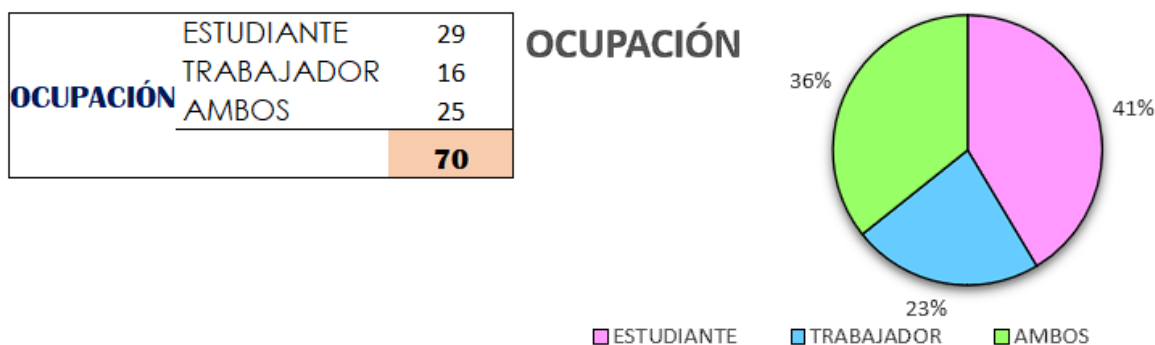 OCUPACIÓN
ESTUDIANTE 29
TRABAJADOR 16
AMBOS 25
70
OCUPACIÓN
36%
41%
23%
ESTUDIANTE TRABAJADOR AMBOS